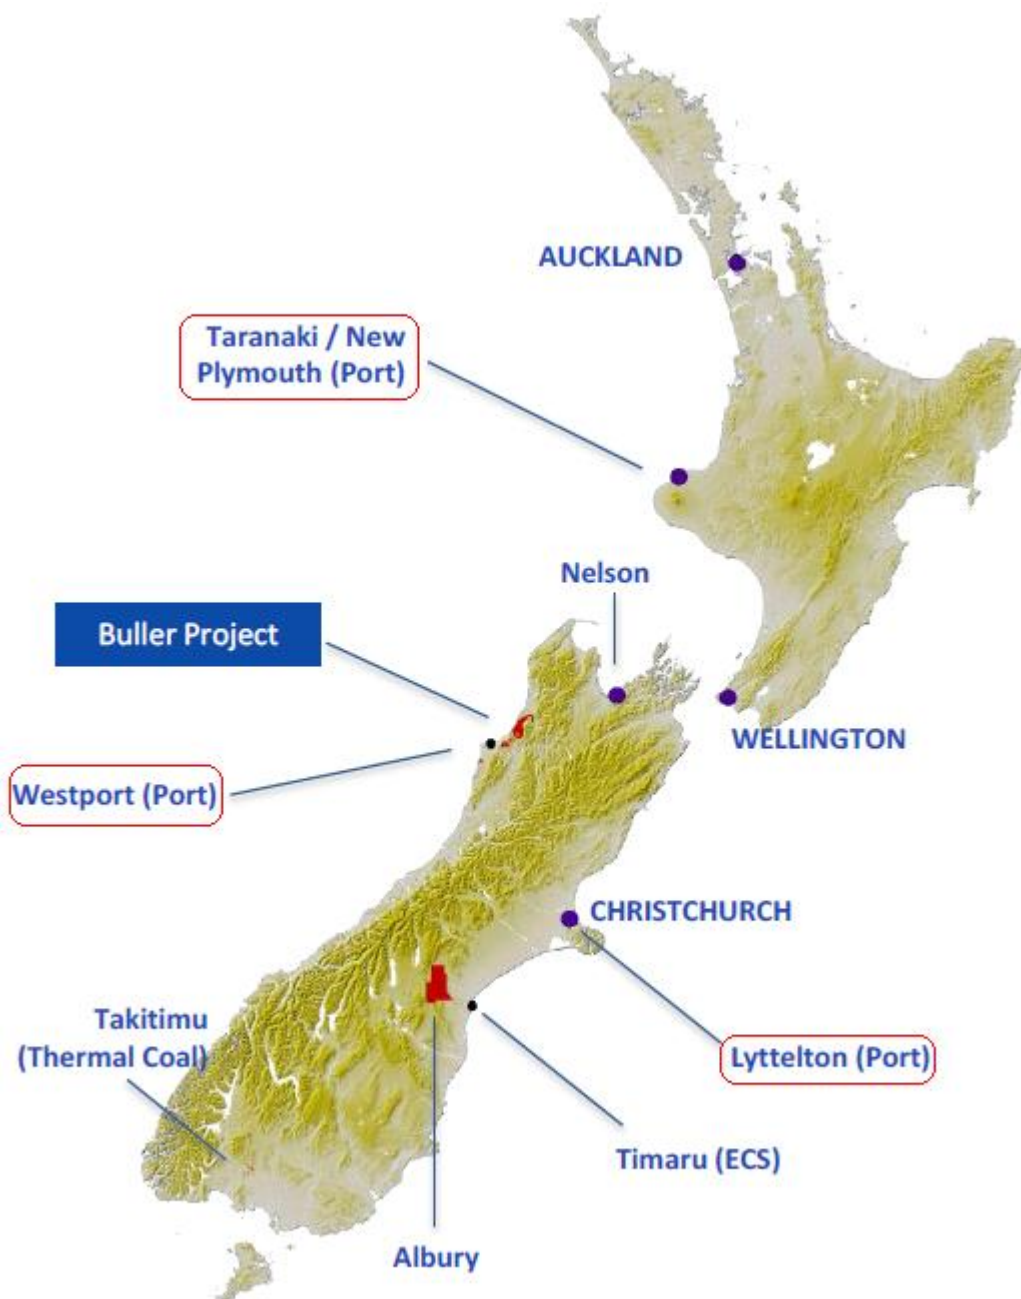 AUCKLAND
Taranaki / New
Plymouth (Port)
Nelson
Buller Project
WELLINGTON
Westport (Port)
CHRISTCHURCH
Takitimu
(Thermal Coal)
Lyttelton (Port)
Timaru (ECS)
Albury